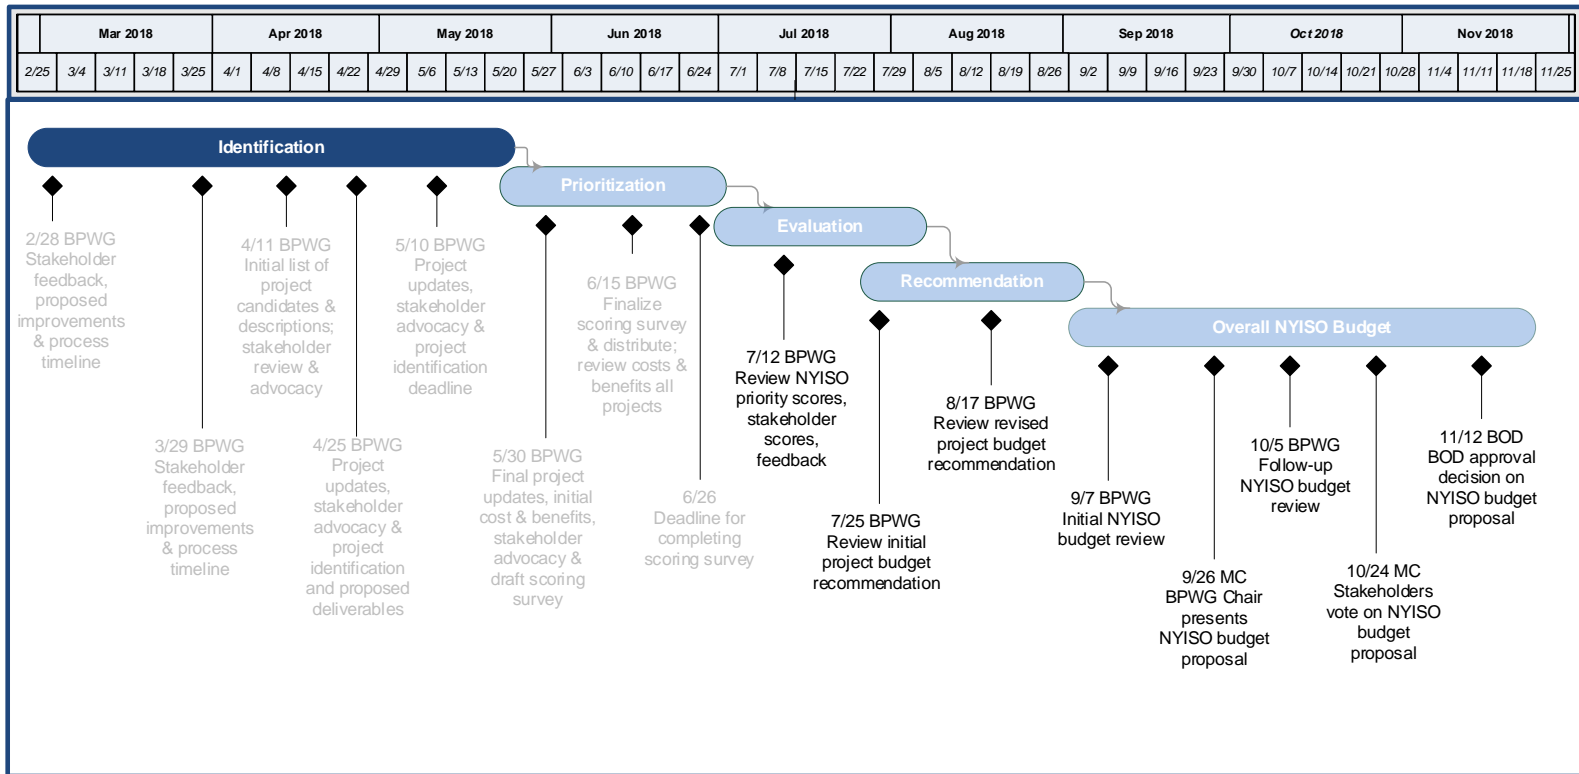 Mar 2018 Apr 2018 May 2018 Jun 2018 Jul 2018 Aug 2018 Sep 2018 Oct 2018 Nov 2018
2/25 3/4 3/11 3/18 3/25 4/1 4/8 4/15 4/22 4/29 5/6 5/13 5/20 5/27 6/3 6/10 6/17 6/24 7/1 7/8 7/15 7/22 7/29 8/5 8/12 8/19 8/26 9/2 9/9 9/16 9/23 9/30 10/7 10/14 10/21 10/28 11/4 11/11 11/18 11/25
Identification
Prioritization
Evaluation
Recommendation
Overall NYISO Budget
2/28 BPWG
Stakeholder
feedback,
proposed
improvements
& process
timeline
3/29 BPWG
Stakeholder
feedback,
proposed
improvements
& process
timeline
4/11 BPWG
Initial list of
project
candidates &
descriptions;
stakeholder
review &
advocacy
4/25 BPWG
Project
updates,
stakeholder
advocacy &
project
identification
and proposed
deliverables
5/10 BPWG
Project
updates,
stakeholder
advocacy &
project
identification
deadline
5/30 BPWG
Final project
updates, initial
cost & benefits,
stakeholder
advocacy &
draft scoring
survey
6/15 BPWG
Finalize
scoring survey
& distribute;
review costs &
benefits all
projects
6/26
Deadline for
completing
scoring survey
7/12 BPWG
Review NYISO
priority scores,
stakeholder
scores,
feedback
7/25 BPWG
Review initial
project budget
recommendation
8/17 BPWG
Review revised
project budget
recommendation
9/7 BPWG
Initial NYISO
budget review
9/26 MC
BPWG Chair
presents
NYISO budget
proposal
10/5 BPWG
Follow-up
NYISO budget
review
10/24 MC
Stakeholders
vote on NYISO
budget
proposal
11/12 BOD
BOD approval
decision on
NYISO budget
proposal